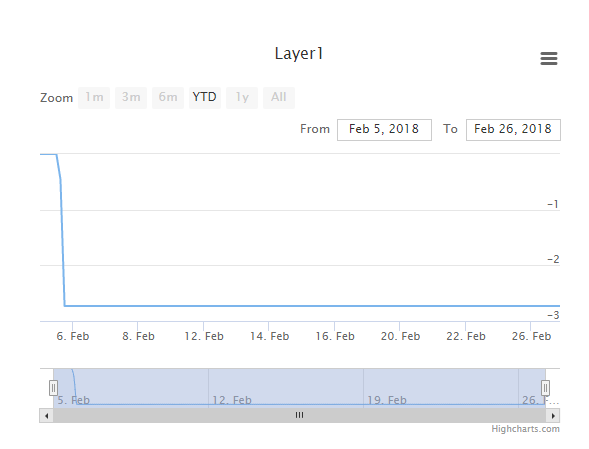 Layer1
Zoom 1m 3m 6m YTD 1y All
From Feb 5, 2018 To Feb 26, 2018
-1
-2
-3
6. Feb 8. Feb 12. Feb 14. Feb 16. Feb 20. Feb 22. Feb 26. Feb
5. Feb 12. Feb 19. Feb 26. F…
Highcharts.com